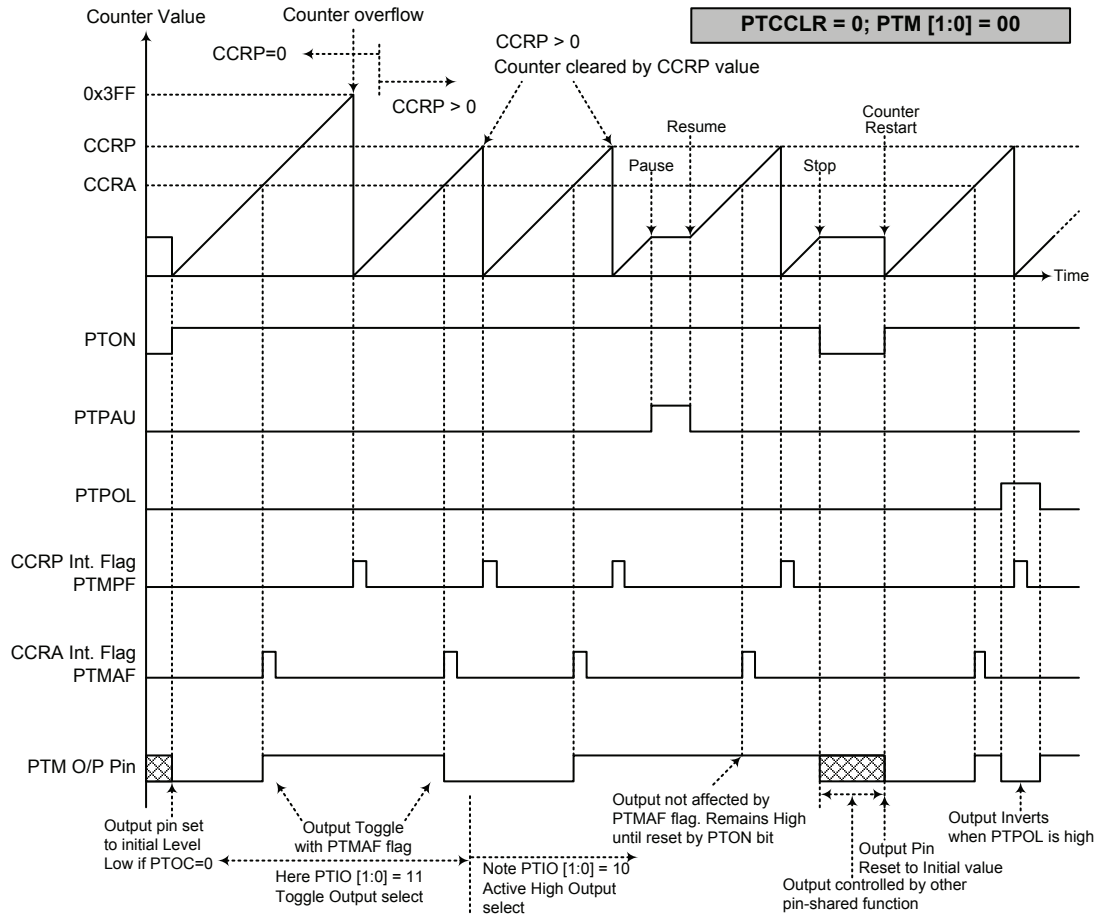 Counter Value
Counter overflow
PTCCLR = 0; PTM [1:0] = 00
CCRP=0
CCRP > 0
CCRP > 0
Counter cleared by CCRP value
0x3FF
CCRP
CCRA
Pause
Resume
Stop
Counter
Restart
Time
PTON
PTPAU
PTPOL
CCRP Int. Flag
PTMPF
CCRA Int. Flag
PTMAF
PTM O/P Pin
Output pin set
to initial Level
Low if PTOC=0
Output Toggle
with PTMAF flag
Here PTIO [1:0] = 11
Toggle Output select
Note PTIO [1:0] = 10
Active High Output
select
Output not affected by
PTMAF flag. Remains High
until reset by PTON bit
Output Pin
Reset to Initial value
Output controlled by other
pin-shared function
Output Inverts
when PTPOL is high